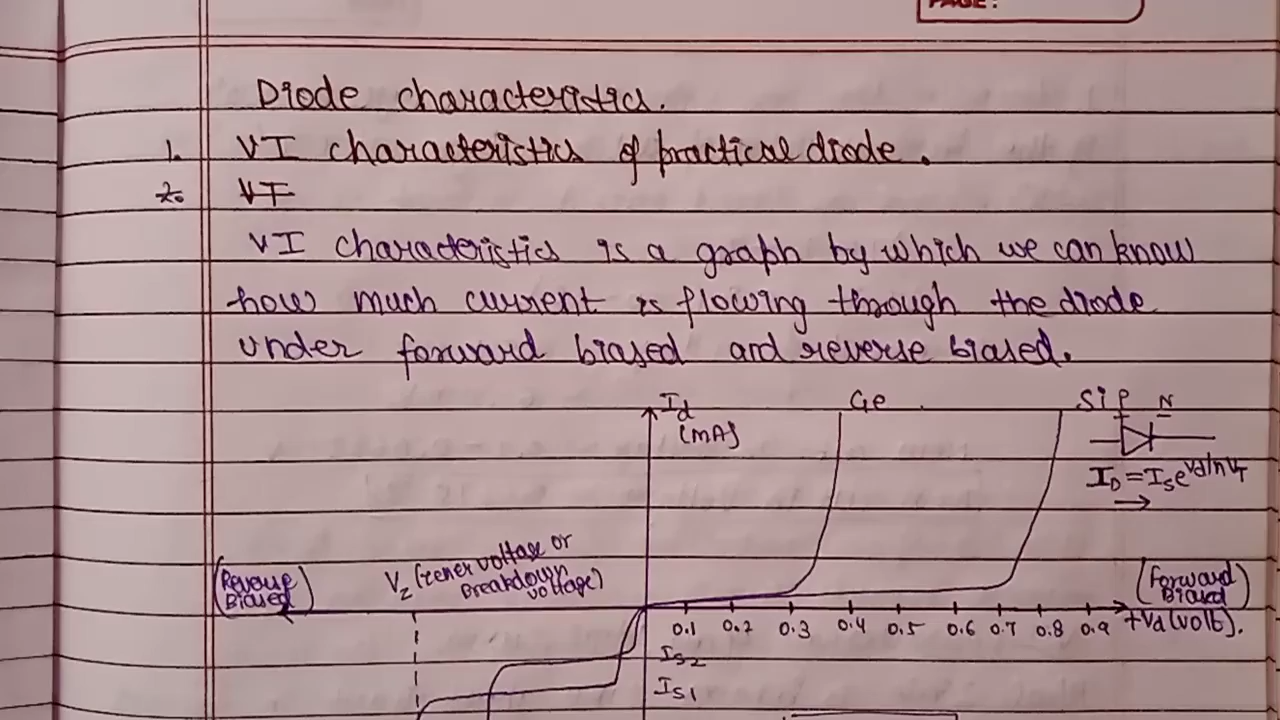 PAGE:
Diode characteristics.
1. VI characteristics of practical diode.
2. VI
VI characteristics is a graph by which we can know
how much current is flowing through the diode
under forward biased and reverse biased.
Id
(mA)
Ge
Si P N
ID = Is e^Vd/nVT
(Reverse
Biased)
Vz (zener voltage or
Breakdown
voltage)
(Forward
Biased)
0.1 0.2 0.3 0.4 0.5 0.6 0.7 0.8 0.9 +Vd (volt).
IS2
IS1